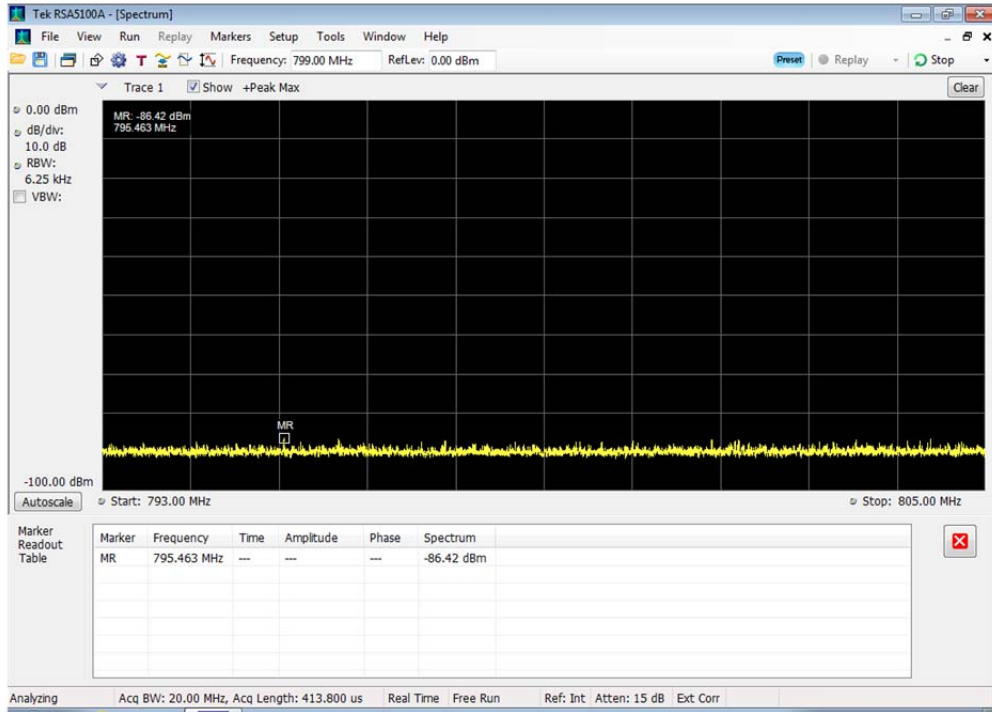 Tek RSA5100A - [Spectrum]
File View Run Replay Markers Setup Tools Window Help
T Frequency: 799.00 MHz RefLev: 0.00 dBm Preset Replay Stop
Trace 1 Show +Peak Max Clear
0.00 dBm
dB/div:
10.0 dB
RBW:
6.25 kHz
VBW:
MR: -86.42 dBm
795.463 MHz
MR
-100.00 dBm
Autoscale Start: 793.00 MHz Stop: 805.00 MHz
Marker
Readout
Table
Marker Frequency Time Amplitude Phase Spectrum
MR 795.463 MHz --- --- --- -86.42 dBm
Analyzing Acq BW: 20.00 MHz, Acq Length: 413.800 us Real Time Free Run Ref: Int Atten: 15 dB Ext Corr